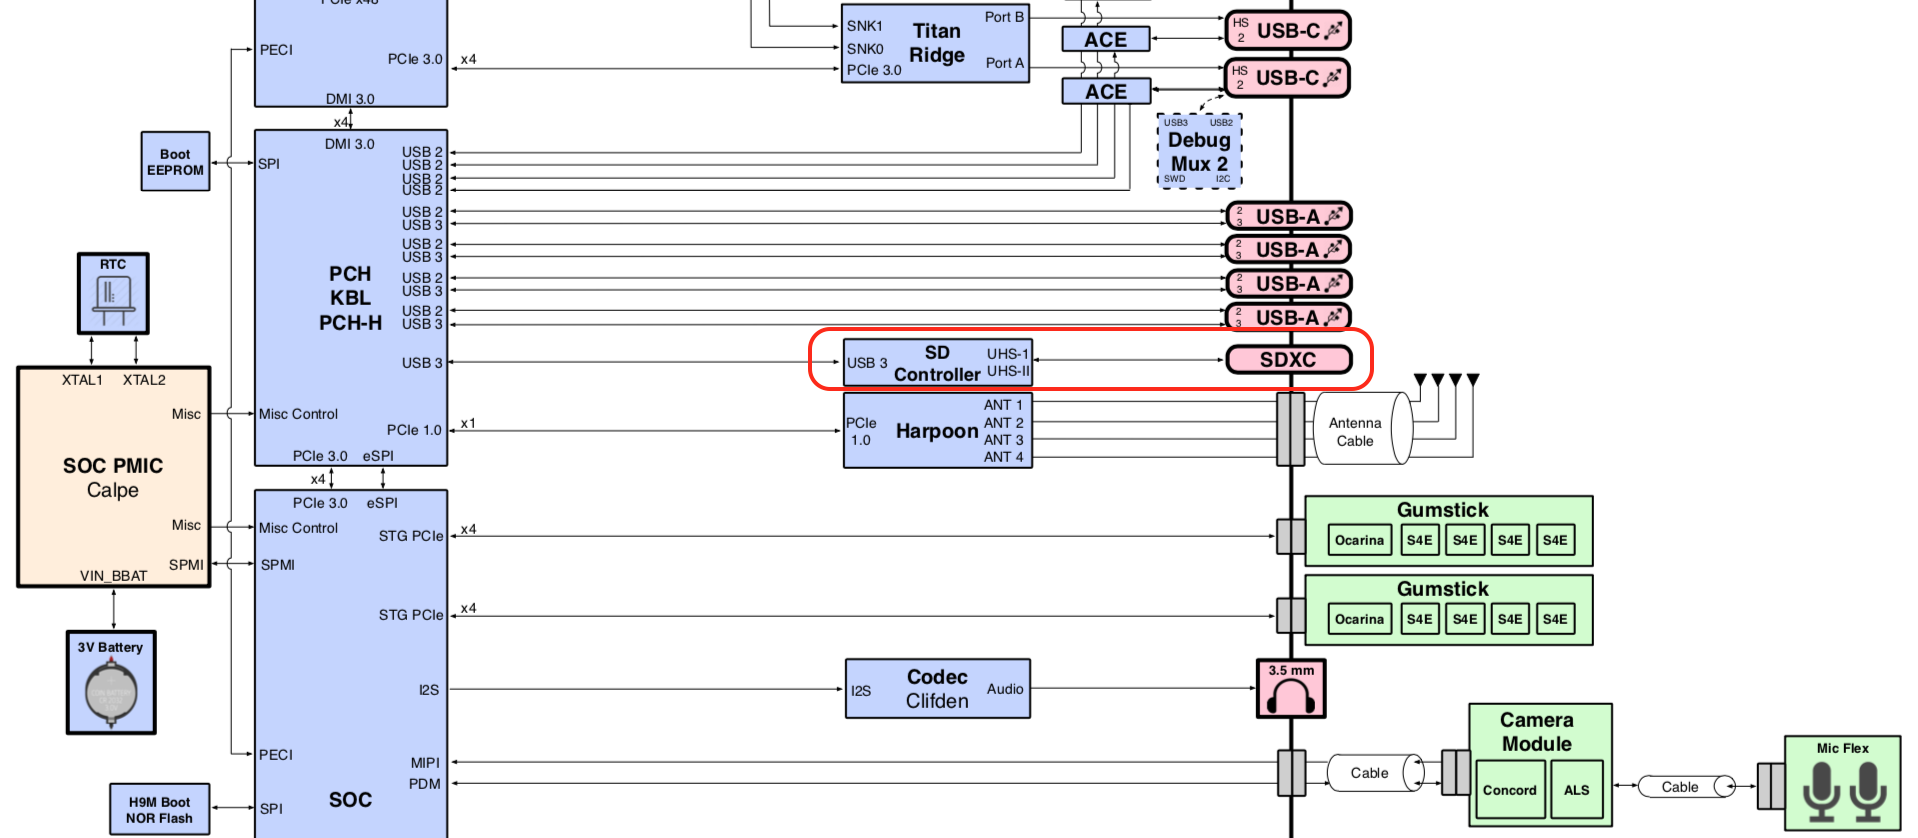 PCIe x48
PECI
PCIe 3.0
x4
DMI 3.0
x4
SNK1
SNK0
PCIe 3.0
Titan
Ridge
Port B
Port A
ACE
ACE
HS
2
USB-C
HS
2
USB-C
USB3
USB2
Debug
Mux 2
SWD
I2C
Boot
EEPROM
SPI
DMI 3.0
USB 2
USB 2
USB 2
USB 2
USB 2
USB 3
USB 2
USB 3
USB 2
USB 3
USB 2
USB 3
USB 3
PCH
KBL
PCH-H
2
3
USB-A
2
3
USB-A
2
3
USB-A
2
3
USB-A
USB 3
SD
Controller
UHS-1
UHS-II
SDXC
RTC
XTAL1
XTAL2
Misc
Misc Control
SOC PMIC
Calpe
Misc
SPMI
VIN_BBAT
3V Battery
PCIe 1.0
x1
PCIe
1.0
Harpoon
ANT 1
ANT 2
ANT 3
ANT 4
Antenna
Cable
PCIe 3.0
eSPI
x4
PCIe 3.0
eSPI
Misc Control
SPMI
STG PCIe
x4
STG PCIe
x4
Gumstick
Ocarina
S4E
S4E
S4E
S4E
Gumstick
Ocarina
S4E
S4E
S4E
S4E
I2S
I2S
Codec
Clifden
Audio
3.5 mm
PECI
MIPI
PDM
SOC
SPI
H9M Boot
NOR Flash
Cable
Camera
Module
Concord
ALS
Cable
Mic Flex